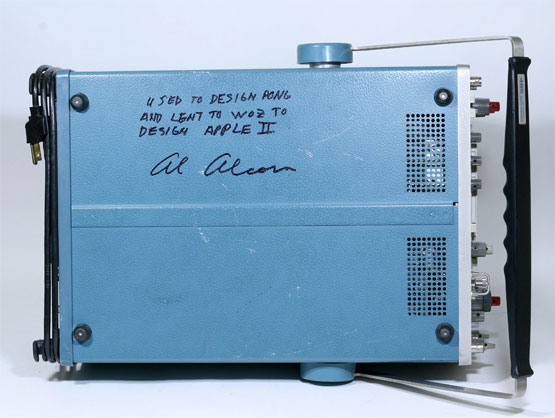 USED TO DESIGN PONG
AND LENT TO WOZ TO
DESIGN APPLE II
Al Alcorn